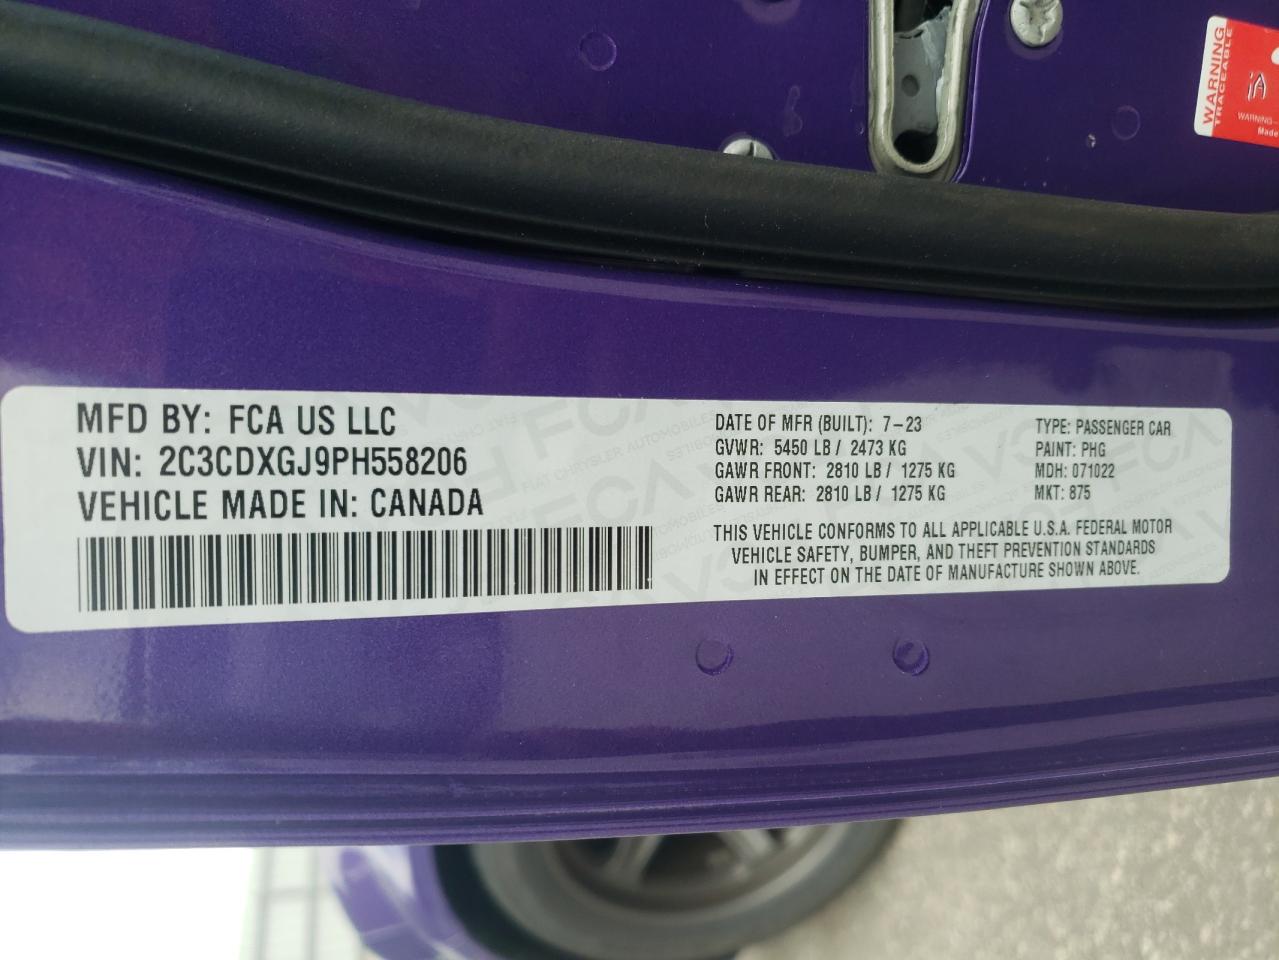 WARNING
TRACEABLE
WARNING
Made
MFD BY: FCA US LLC
VIN: 2C3CDXGJ9PH558206
VEHICLE MADE IN: CANADA
DATE OF MFR (BUILT): 7-23
GVWR: 5450 LB / 2473 KG
GAWR FRONT: 2810 LB / 1275 KG
GAWR REAR: 2810 LB / 1275 KG
TYPE: PASSENGER CAR
PAINT: PHG
MDH: 071022
MKT: 875
THIS VEHICLE CONFORMS TO ALL APPLICABLE U.S.A. FEDERAL MOTOR
VEHICLE SAFETY, BUMPER, AND THEFT PREVENTION STANDARDS
IN EFFECT ON THE DATE OF MANUFACTURE SHOWN ABOVE.